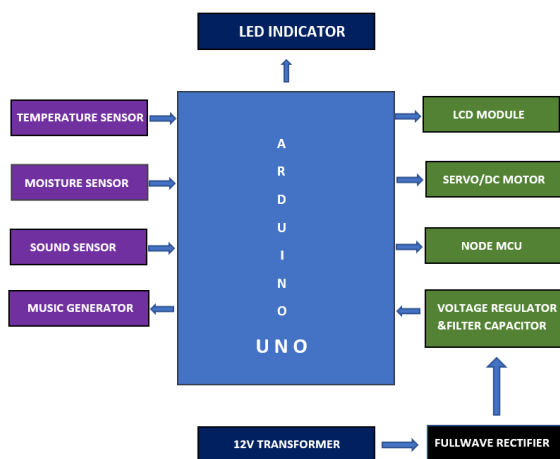 LED INDICATOR
TEMPERATURE SENSOR
MOISTURE SENSOR
SOUND SENSOR
MUSIC GENERATOR
A
R
D
U
I
N
O
UNO
LCD MODULE
SERVO/DC MOTOR
NODE MCU
VOLTAGE REGULATOR
&FILTER CAPACITOR
12V TRANSFORMER
FULLWAVE RECTIFIER